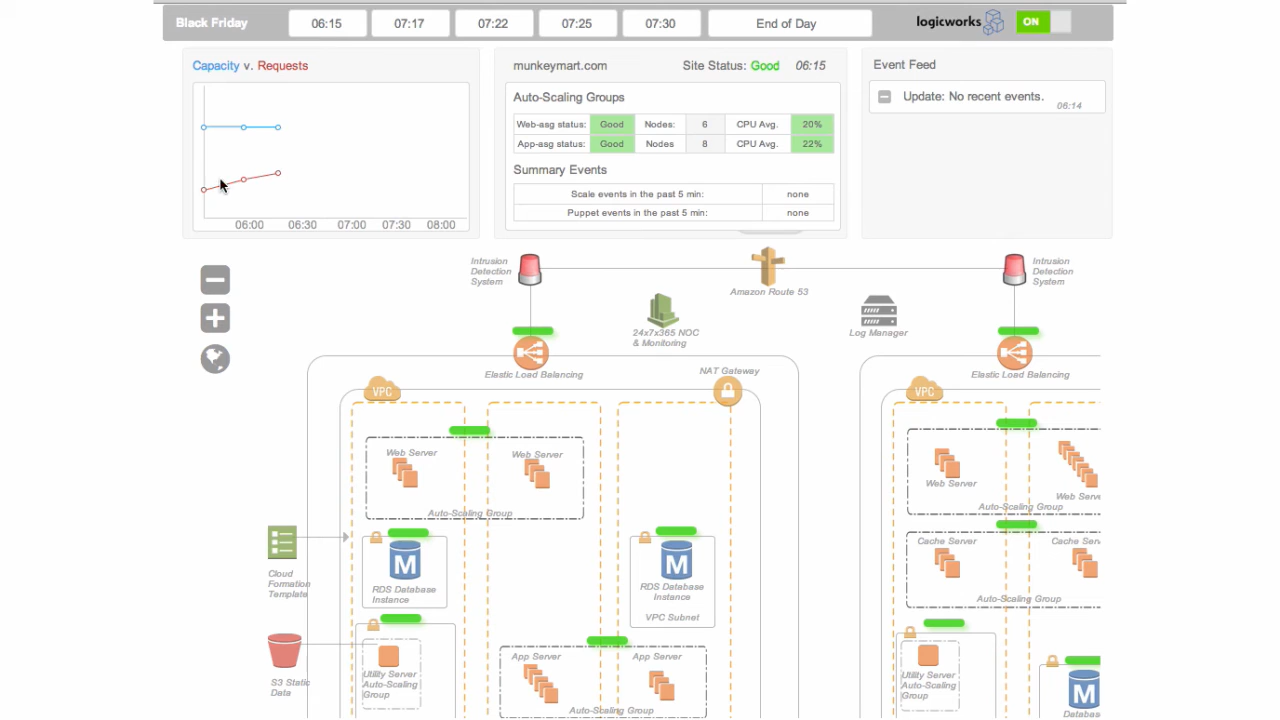 Black Friday
06:15
07:17
07:22
07:25
07:30
End of Day
logicworks
ON
Capacity v. Requests
06:00 06:30 07:00 07:30 08:00
munkeymart.com Site Status: Good 06:15
Auto-Scaling Groups
Web-asg status: Good Nodes: 6 CPU Avg. 20%
App-asg status: Good Nodes 8 CPU Avg. 22%
Summary Events
Scale events in the past 5 min: none
Puppet events in the past 5 min: none
Event Feed
Update: No recent events.
06:14
Intrusion
Detection
System
Amazon Route 53
Intrusion
Detection
System
24x7x365 NOC
& Monitoring
Log Manager
Elastic Load Balancing
NAT Gateway
Elastic Load Balancing
VPC
Web Server
Web Server
Auto-Scaling Group
M
RDS Database
Instance
M
RDS Database
Instance
VPC Subnet
Cloud
Formation
Template
S3 Static
Data
Utility Server
Auto-Scaling
Group
App Server
App Server
Auto-Scaling Group
VPC
Web Server
Web Serve
Auto-Scaling Group
Cache Server
Cache Serv
Auto-Scaling Group
Utility Server
Auto-Scaling
Group
M
Databas